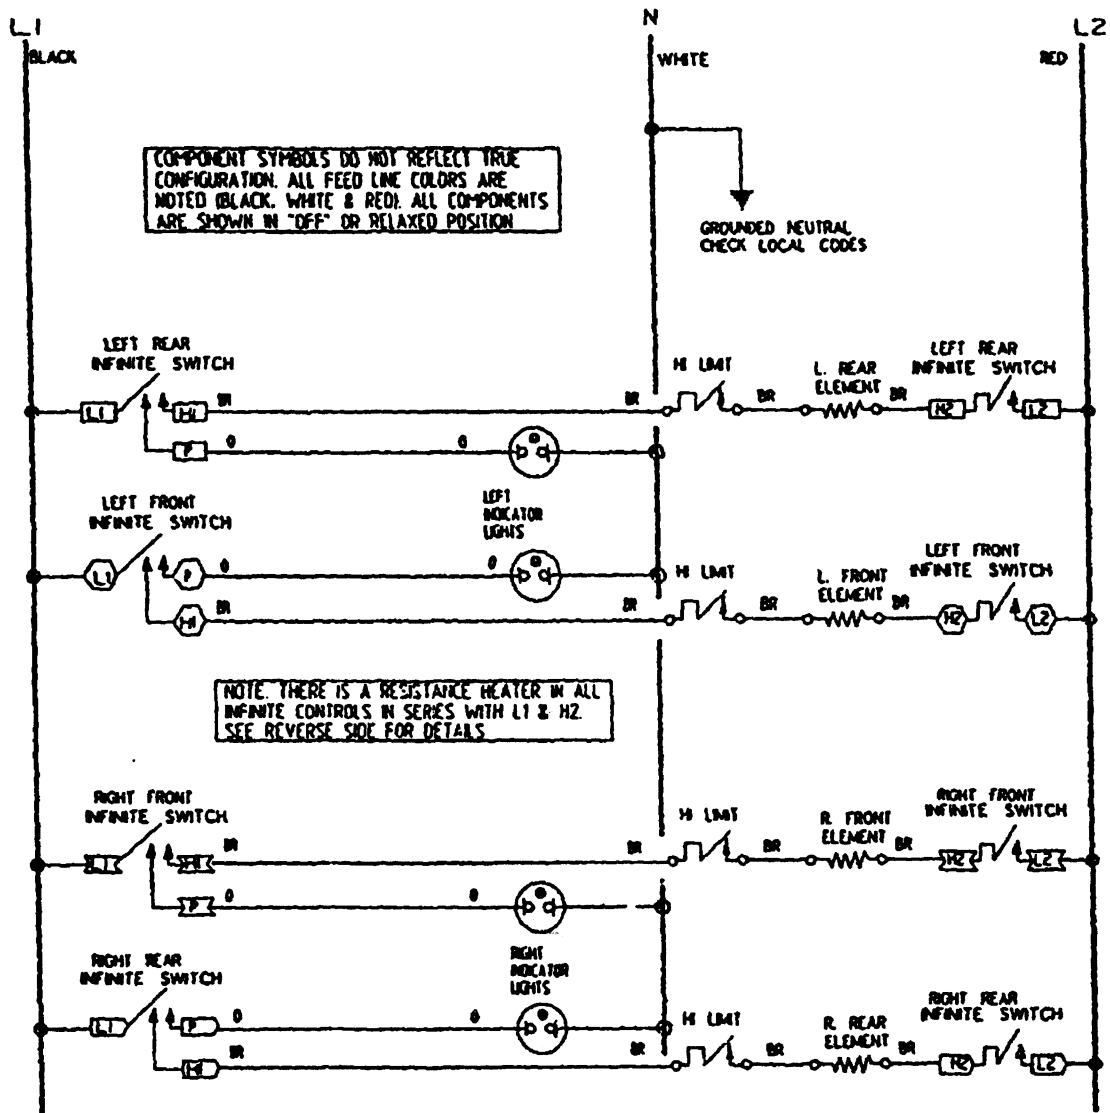 L1
N
L2
BLACK
WHITE
RED
COMPONENT SYMBOLS DO NOT REFLECT TRUE
CONFIGURATION. ALL FEED LINE COLORS ARE
NOTED (BLACK, WHITE & RED). ALL COMPONENTS
ARE SHOWN IN "OFF" OR RELAXED POSITION
GROUNDED NEUTRAL
CHECK LOCAL CODES
LEFT REAR
INFINITE SWITCH
HI LIMIT
L. REAR
ELEMENT
LEFT REAR
INFINITE SWITCH
L1
H1
BR
BR
BR
BR
H2
L2
P
O
O
LEFT FRONT
INFINITE SWITCH
LEFT
INDICATOR
LIGHTS
L1
P
O
O
HI LIMIT
L. FRONT
ELEMENT
LEFT FRONT
INFINITE SWITCH
H1
BR
BR
BR
BR
H2
L2
NOTE. THERE IS A RESISTANCE HEATER IN ALL
INFINITE CONTROLS IN SERIES WITH L1 & H2.
SEE REVERSE SIDE FOR DETAILS
RIGHT FRONT
INFINITE SWITCH
HI LIMIT
R. FRONT
ELEMENT
RIGHT FRONT
INFINITE SWITCH
L1
H1
BR
BR
BR
BR
H2
L2
P
O
O
RIGHT REAR
INFINITE SWITCH
RIGHT
INDICATOR
LIGHTS
L1
P
O
O
HI LIMIT
R. REAR
ELEMENT
RIGHT REAR
INFINITE SWITCH
H1
BR
BR
BR
BR
H2
L2